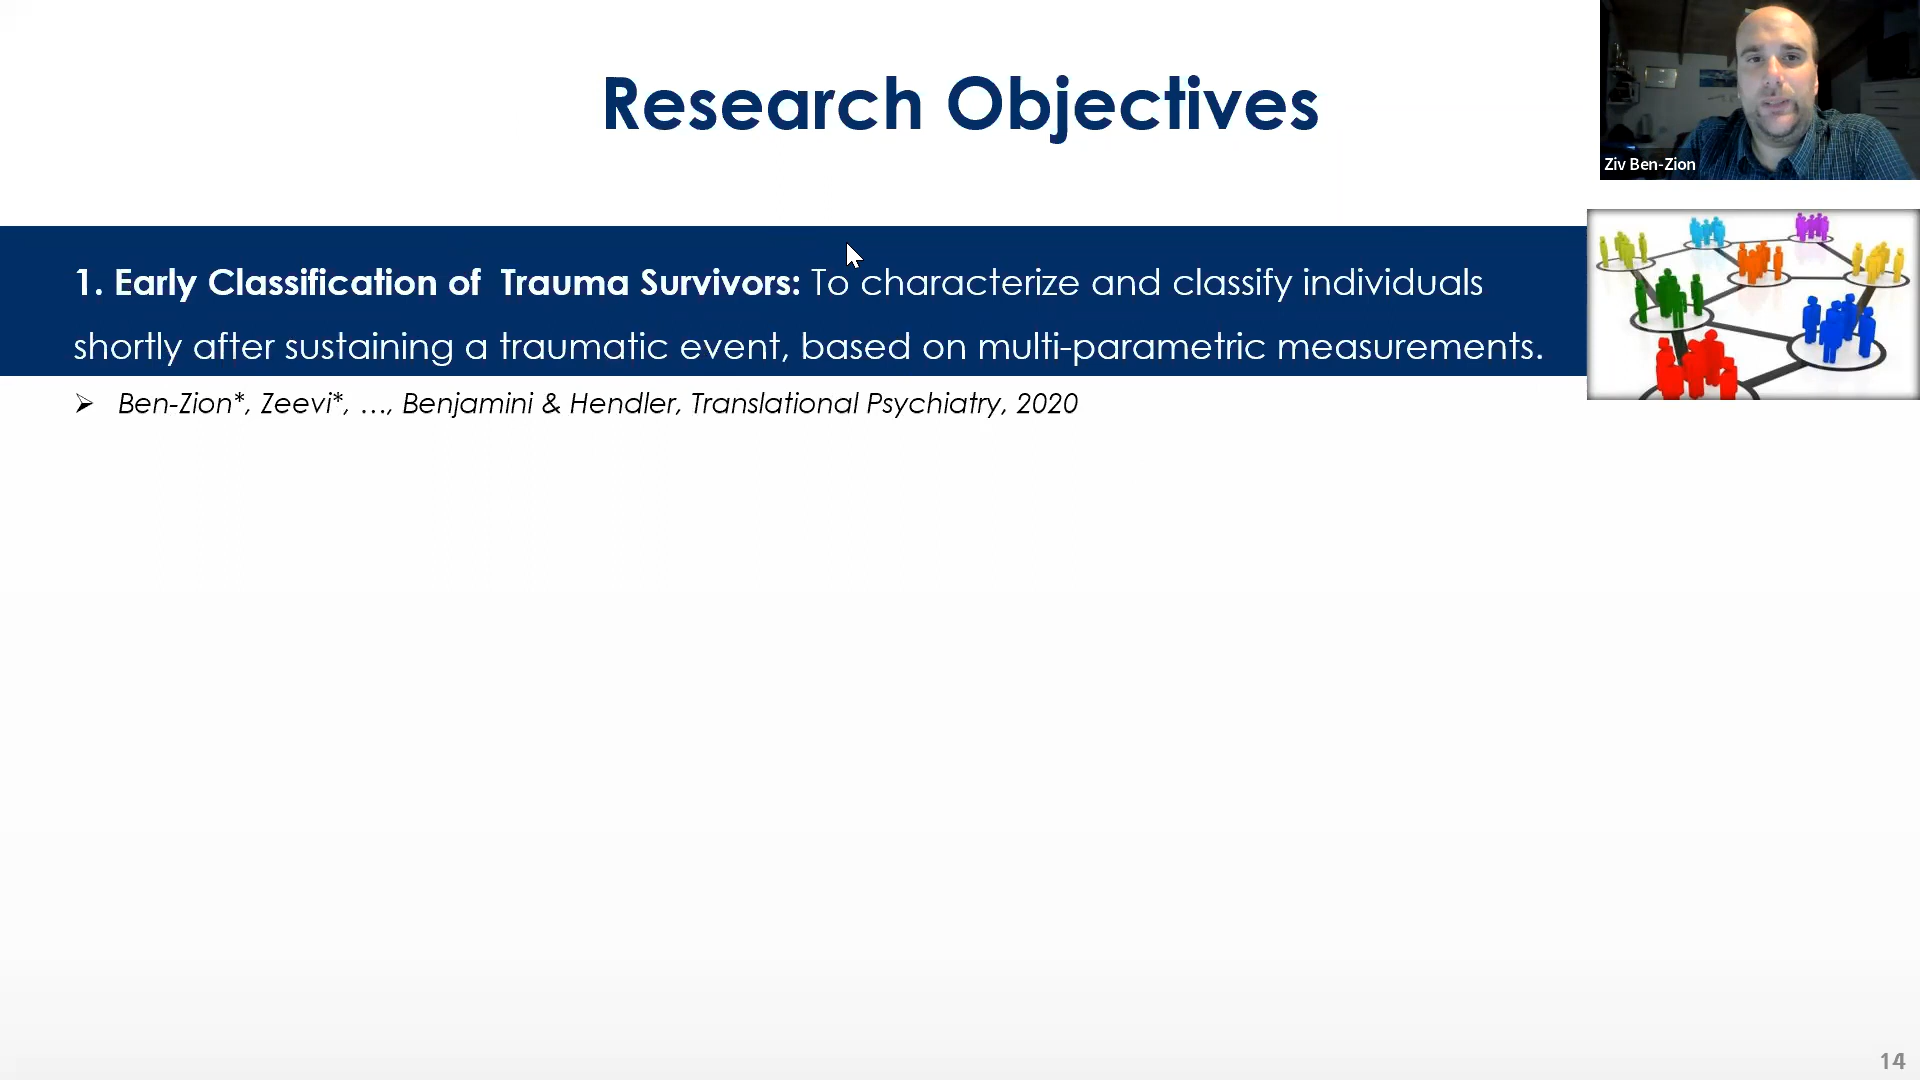 Research Objectives
Ziv Ben-Zion
1. Early Classification of  Trauma Survivors: To characterize and classify individuals
shortly after sustaining a traumatic event, based on multi-parametric measurements.
➢ Ben-Zion*, Zeevi*, …, Benjamini & Hendler, Translational Psychiatry, 2020
14